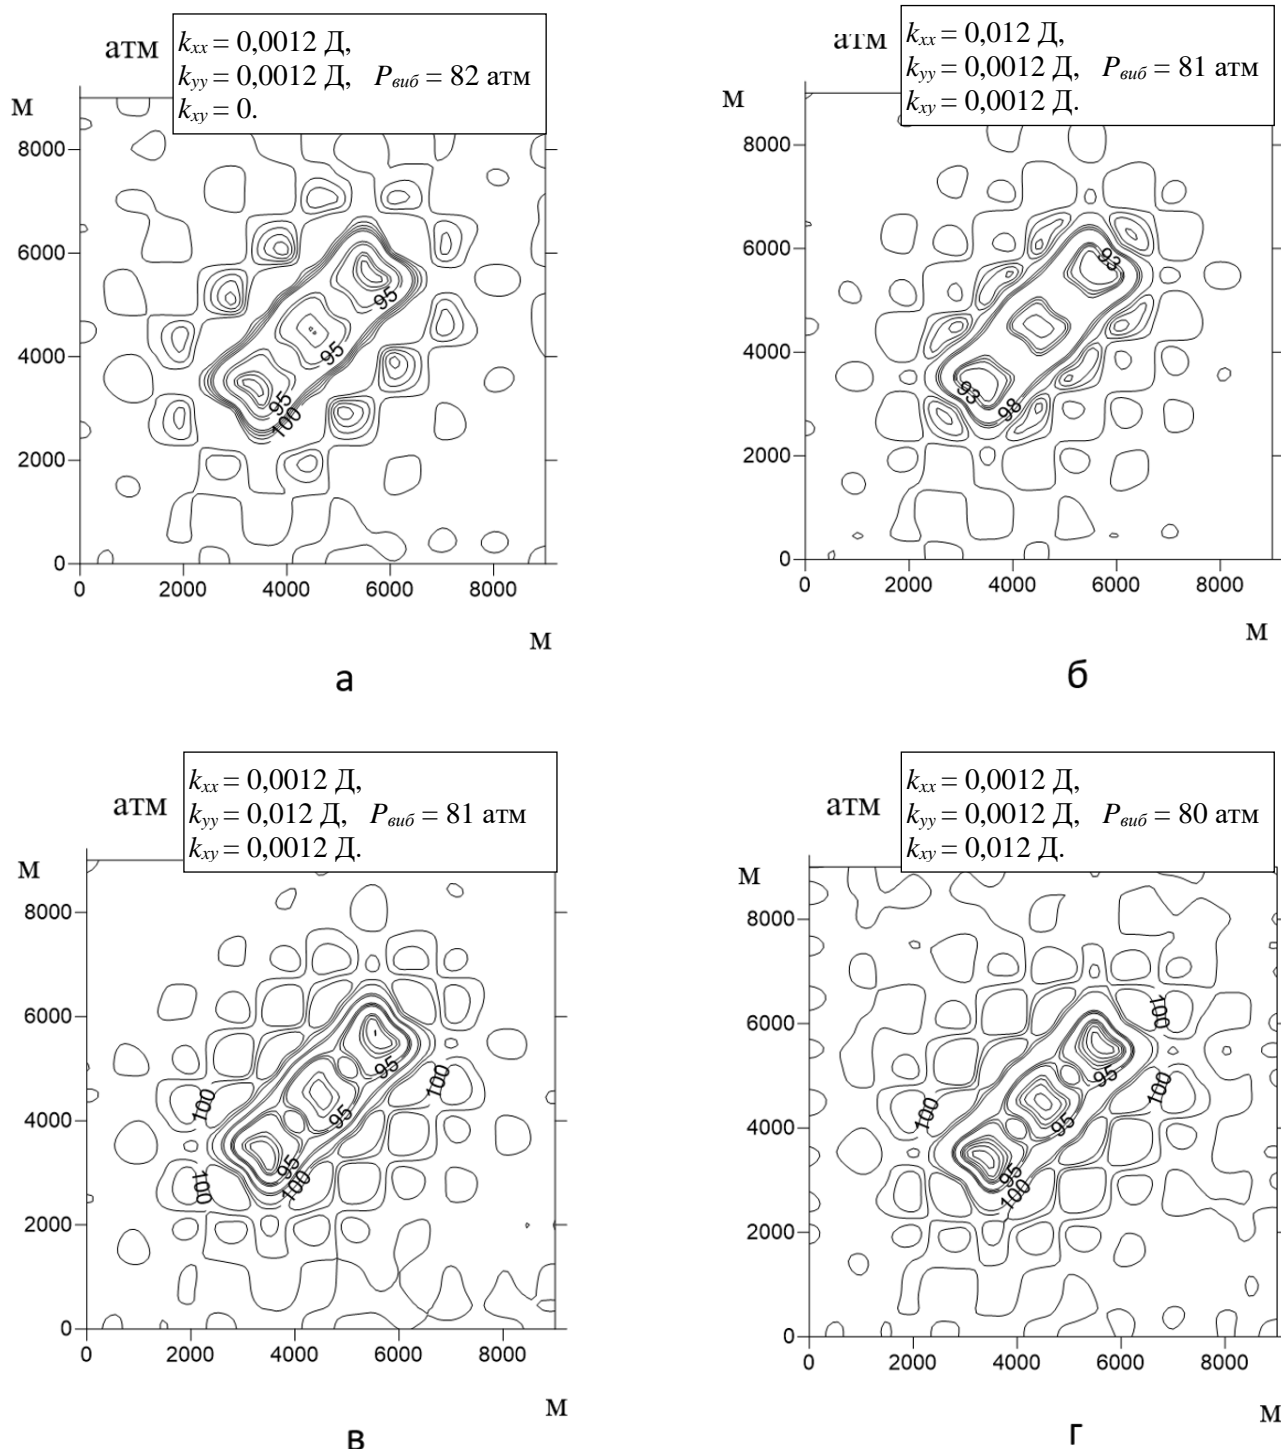 атм
k_xx = 0,0012 Д,
k_yy = 0,0012 Д, P_виб = 82 атм
k_xy = 0.
м
8000
6000
4000
2000
0
95
95
95
100
0 2000 4000 6000 8000
м
а
атм
k_xx = 0,012 Д,
k_yy = 0,0012 Д, P_виб = 81 атм
k_xy = 0,0012 Д.
м
8000
6000
4000
2000
0
93
93
98
0 2000 4000 6000 8000
м
б
атм
k_xx = 0,0012 Д,
k_yy = 0,012 Д, P_виб = 81 атм
k_xy = 0,0012 Д.
м
8000
6000
4000
2000
0
95
100
100
95
95
100
100
0 2000 4000 6000 8000
м
в
атм
k_xx = 0,0012 Д,
k_yy = 0,0012 Д, P_виб = 80 атм
k_xy = 0,012 Д.
м
8000
6000
4000
2000
0
100
95
100
100
95
95
100
0 2000 4000 6000 8000
м
г